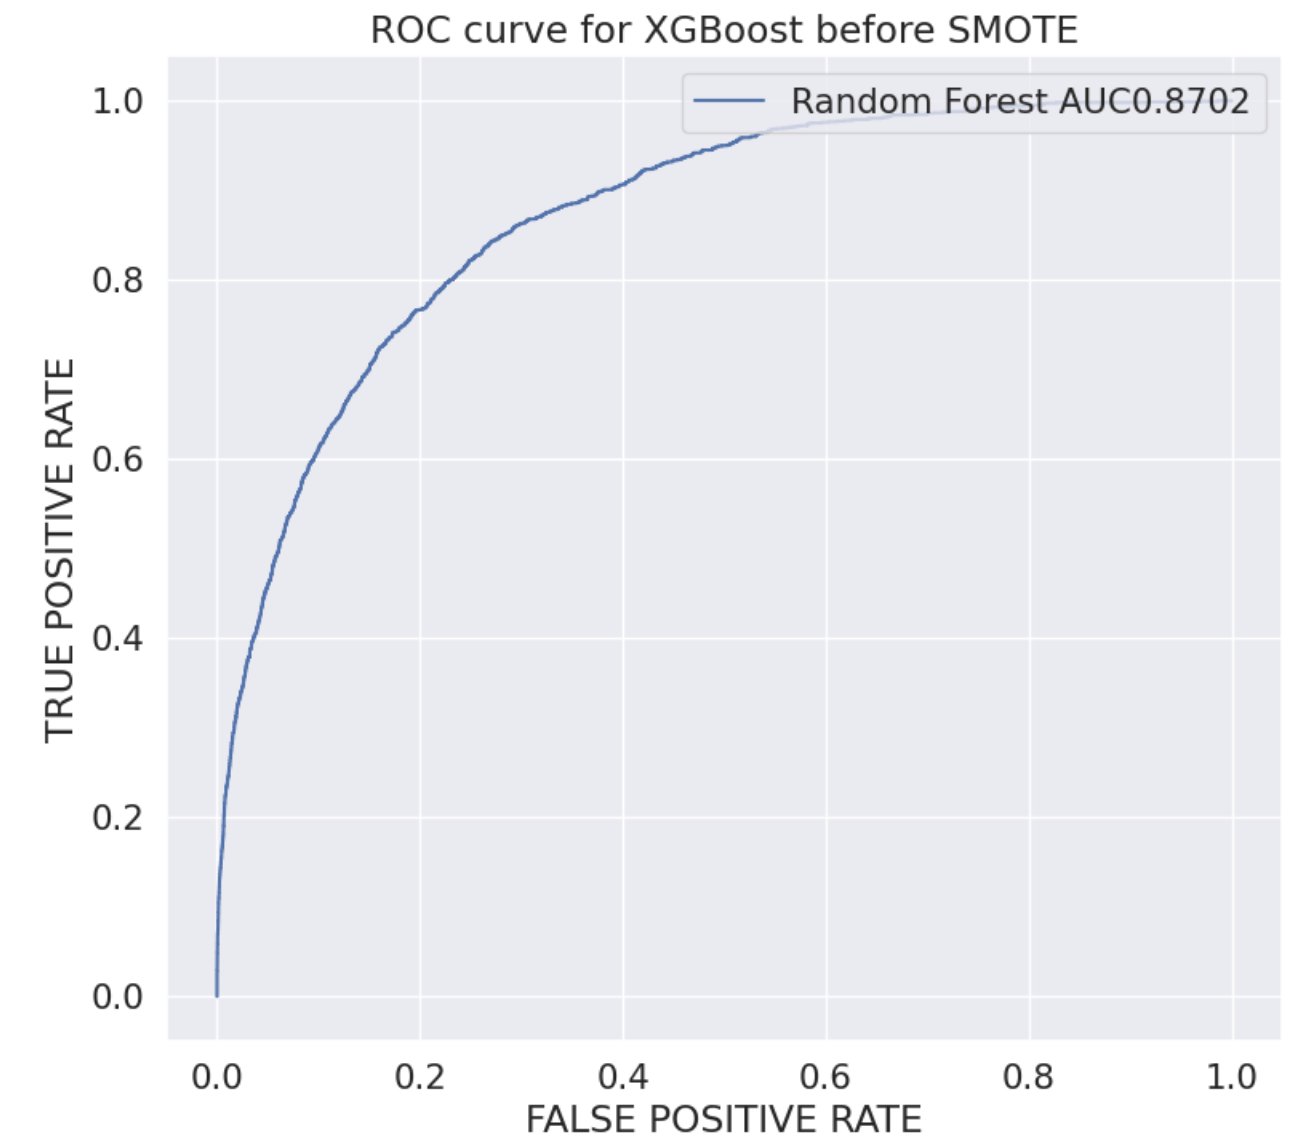 ROC curve for XGBoost before SMOTE
Random Forest AUC0.8702
TRUE POSITIVE RATE
1.0
0.8
0.6
0.4
0.2
0.0
0.0 0.2 0.4 0.6 0.8 1.0
FALSE POSITIVE RATE